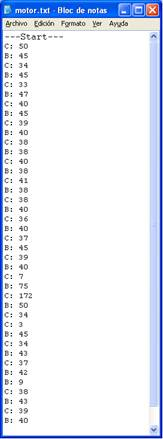 motor.txt - Bloc de notas
Archivo Edición Formato Ver Ayuda
---Start---
C: 50
B: 45
C: 34
B: 45
C: 33
B: 47
C: 40
B: 45
C: 39
B: 40
C: 38
B: 38
C: 40
B: 38
C: 41
B: 38
C: 38
B: 40
C: 36
B: 40
C: 37
B: 45
C: 39
B: 40
C: 7
B: 75
C: 172
B: 50
C: 34
C: 3
B: 45
C: 34
B: 43
C: 37
B: 42
B: 9
C: 38
B: 43
C: 39
B: 40